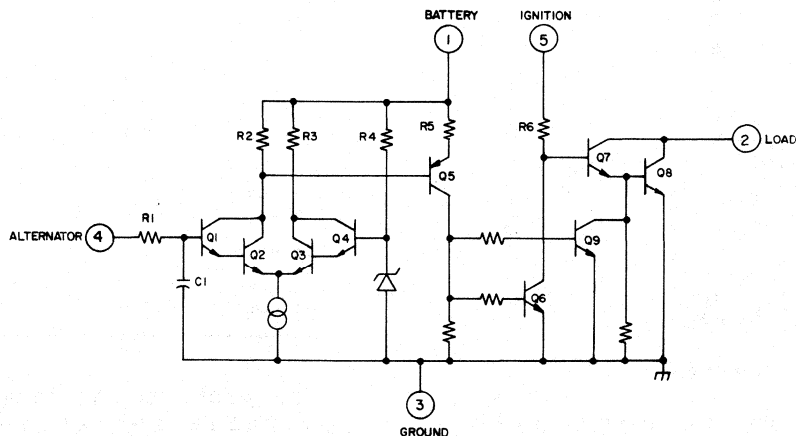 BATTERY
IGNITION
1
5
R2
R3
R4
R5
R6
Q7
2
LOAD
Q8
Q5
R1
ALTERNATOR
4
Q1
Q2
Q3
Q4
Q9
C1
Q6
3
GROUND